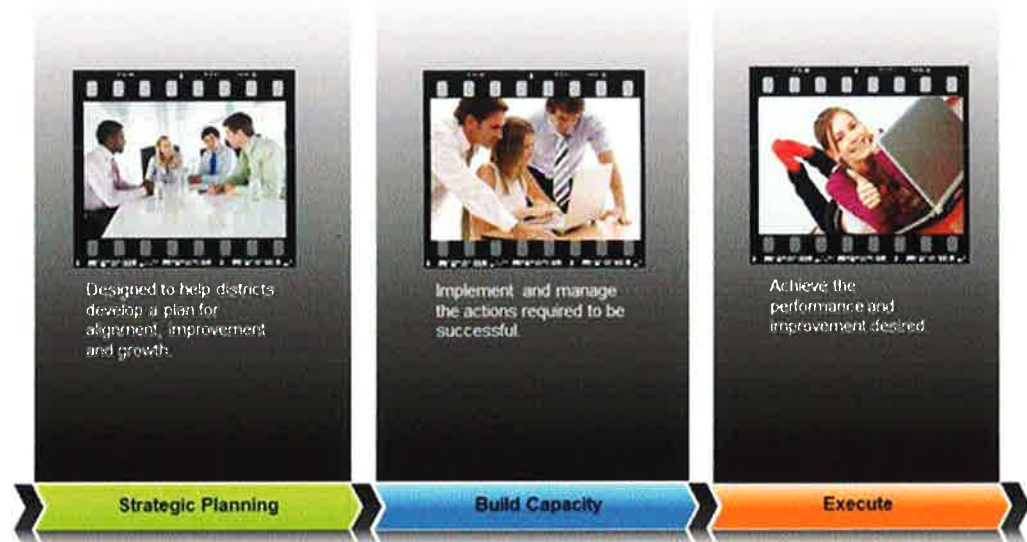 Designed to help districts
develop a plan for
alignment, improvement
and growth.
Implement and manage
the actions required to be
successful.
Achieve the
performance and
improvement desired
Strategic Planning
Build Capacity
Execute